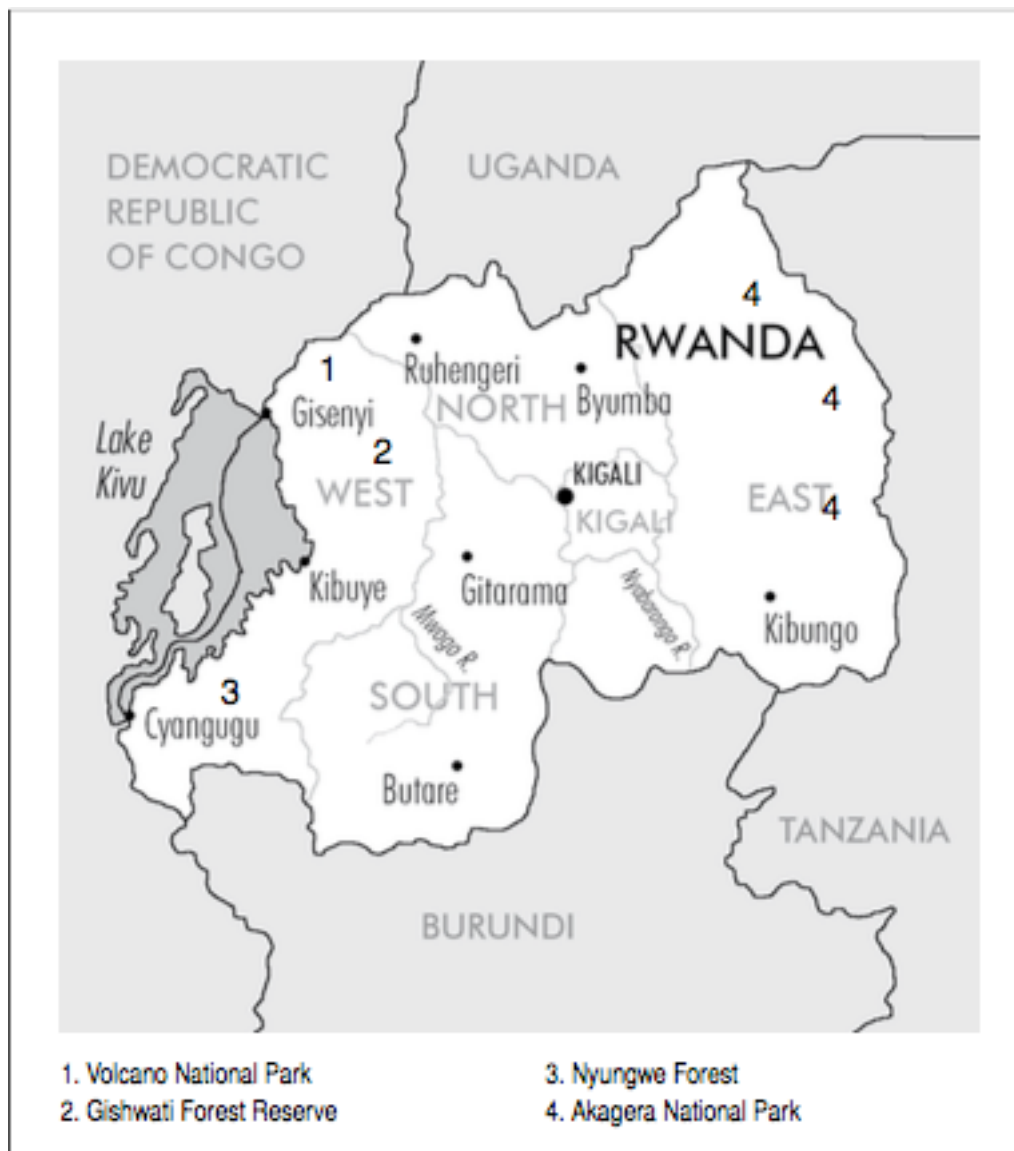 DEMOCRATIC
REPUBLIC
OF CONGO
UGANDA
4
RWANDA
1
Ruhengeri
Byumba
4
NORTH
Gisenyi
Lake
Kivu
2
KIGALI
WEST
EAST
4
KIGALI
Kibuye
Gitarama
Nyabarongo R.
Mwogo R.
Kibungo
3
SOUTH
Cyangugu
Butare
TANZANIA
BURUNDI
1. Volcano National Park
2. Gishwati Forest Reserve
3. Nyungwe Forest
4. Akagera National Park